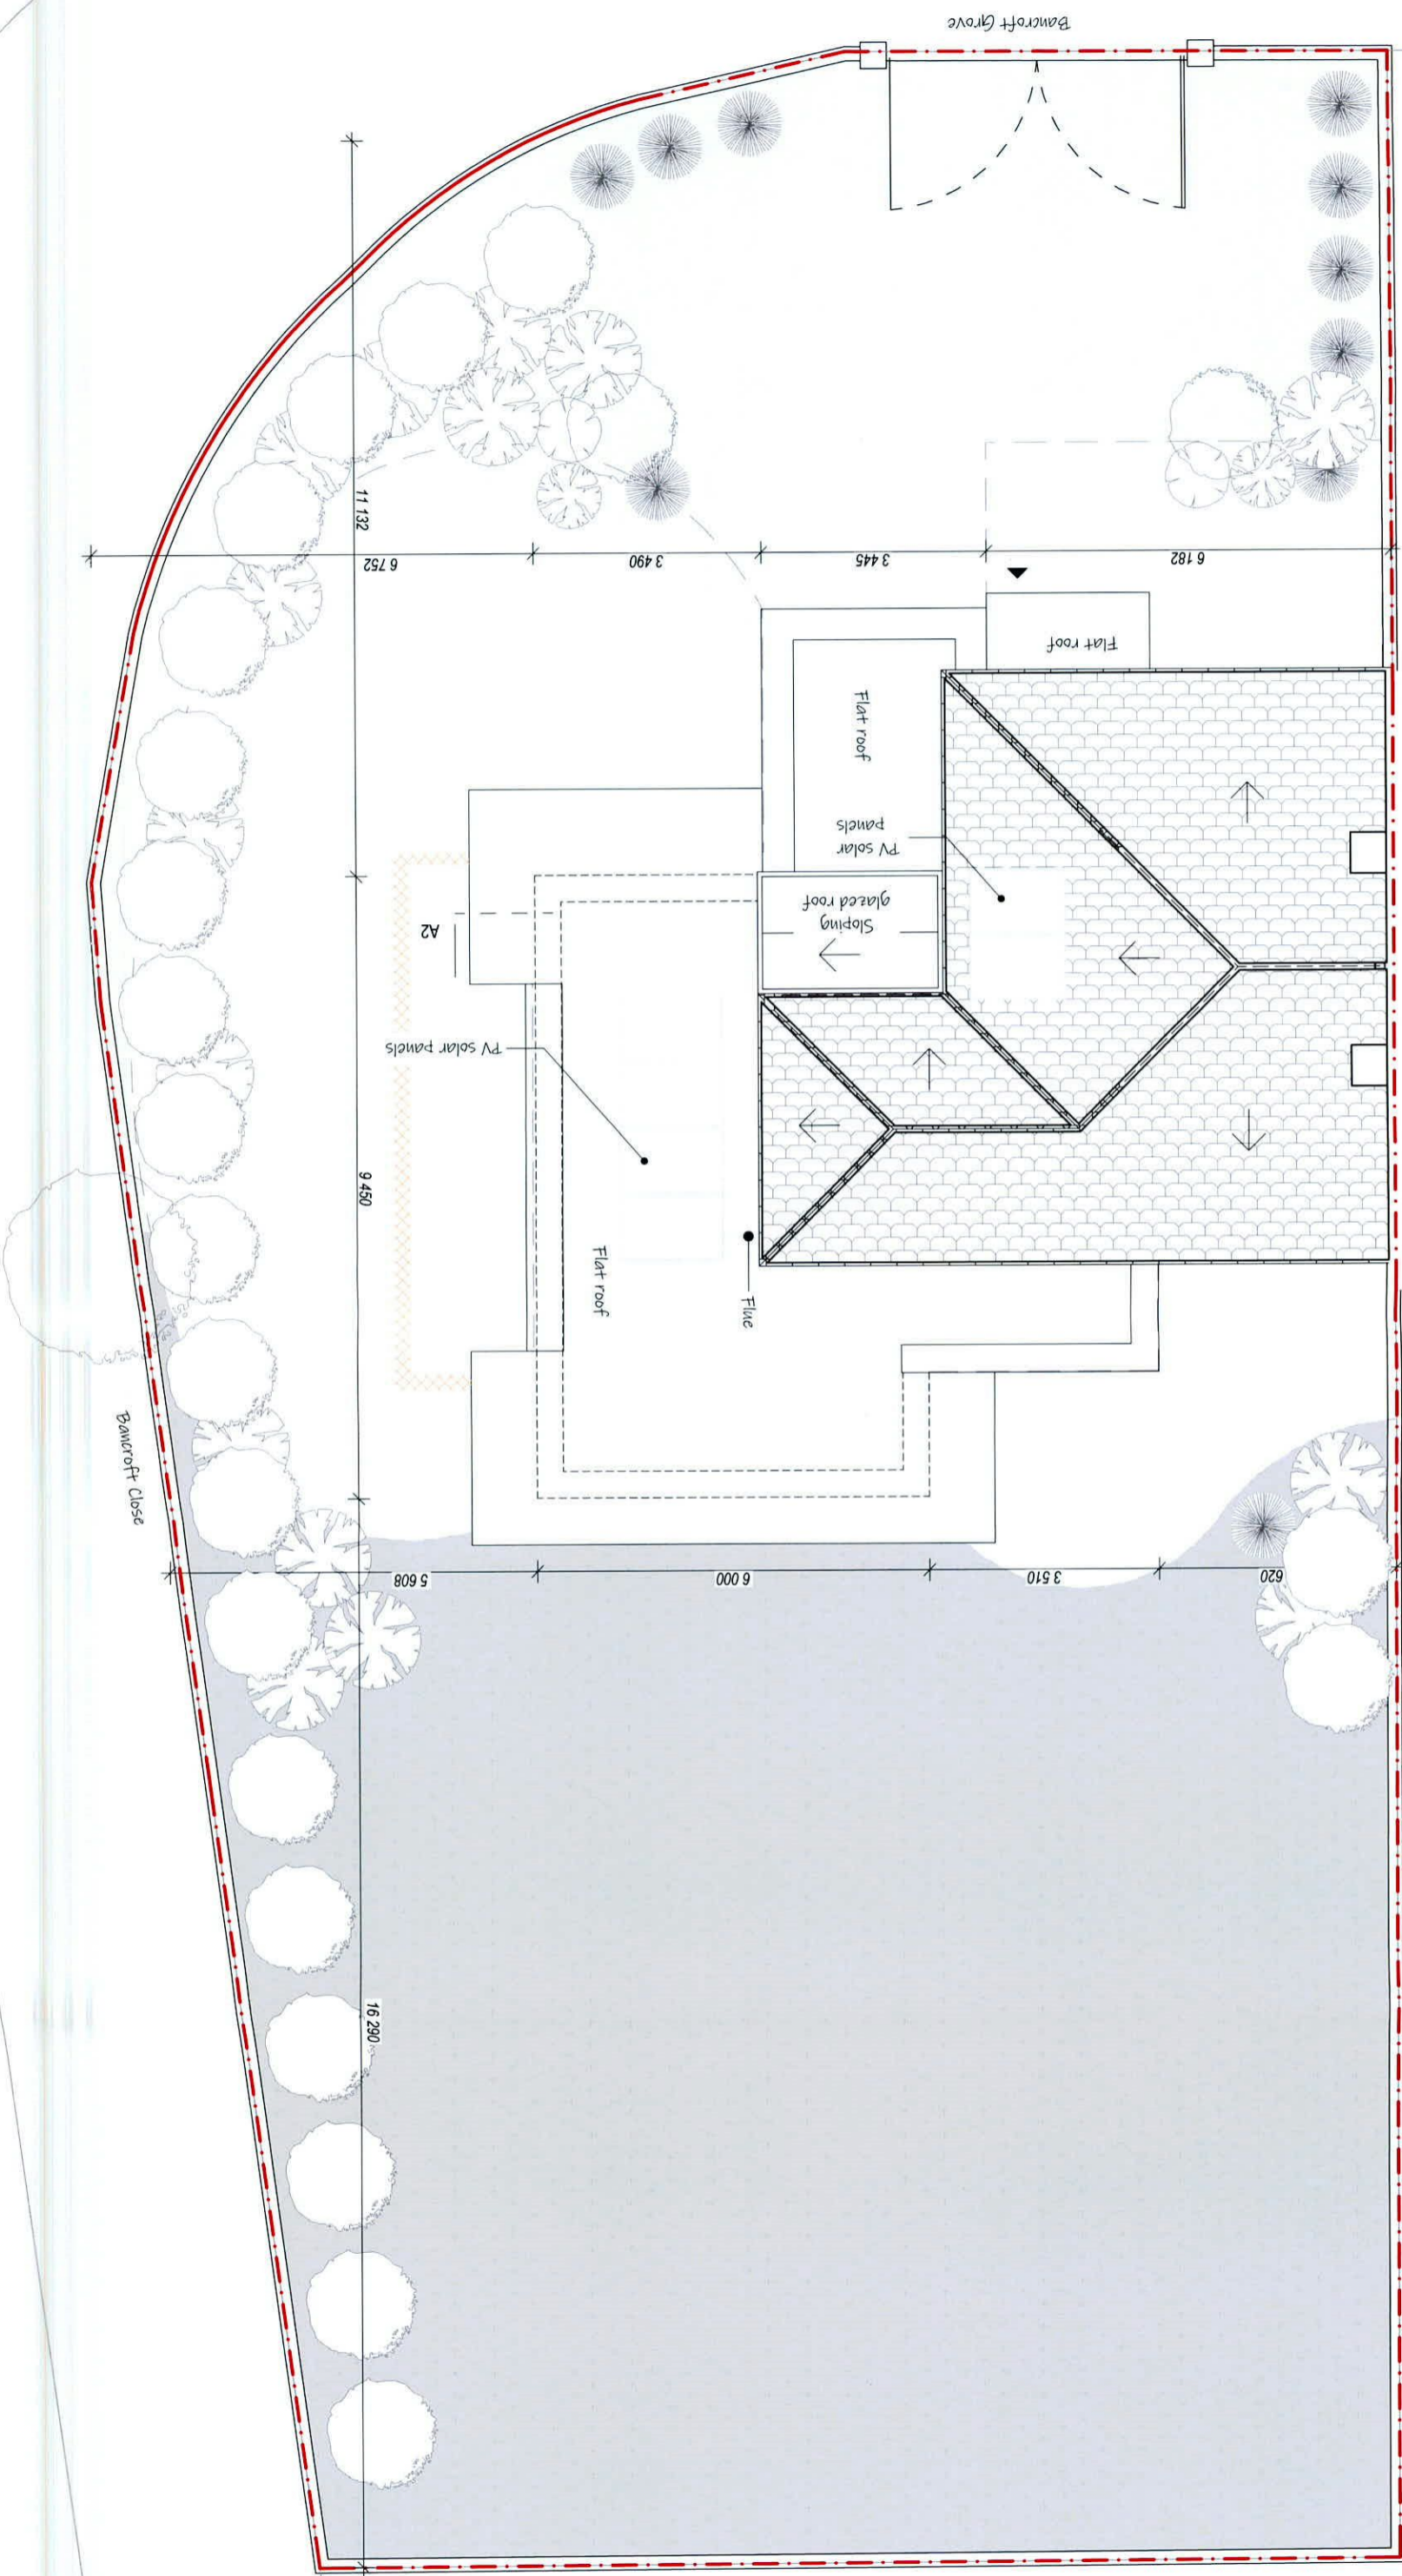 Bancroft Grove
11 132
6 752
3 490
3 445
6 182
Flat roof
Flat roof
PV solar
panels
Sloping
glazed roof
A2
PV solar panels
9 450
Flat roof
Flue
Bancroft Close
5 608
6 000
3 510
620
16 290